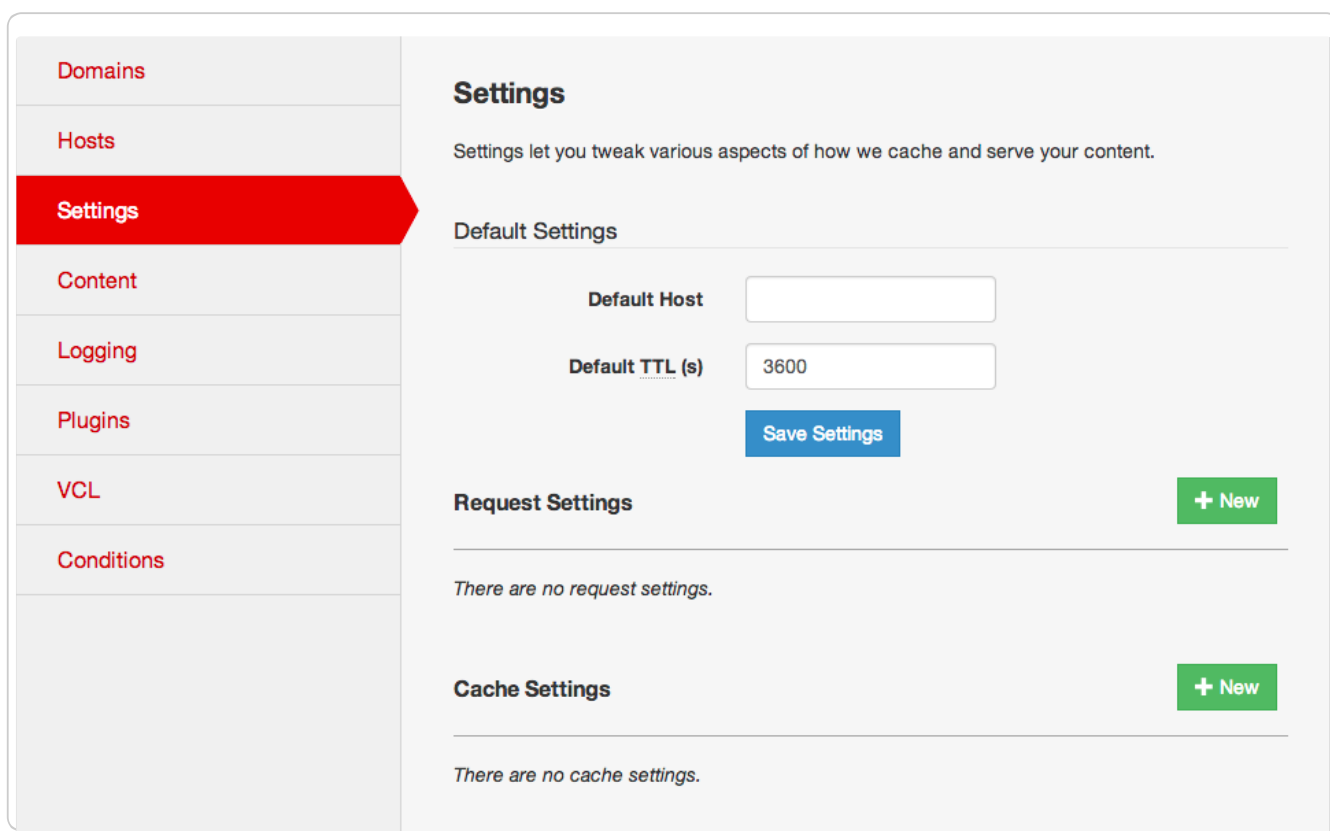 Domains
Hosts
Settings
Content
Logging
Plugins
VCL
Conditions
Settings
Settings let you tweak various aspects of how we cache and serve your content.
Default Settings
Default Host
Default TTL (s) 3600
Save Settings
Request Settings + New
There are no request settings.
Cache Settings + New
There are no cache settings.